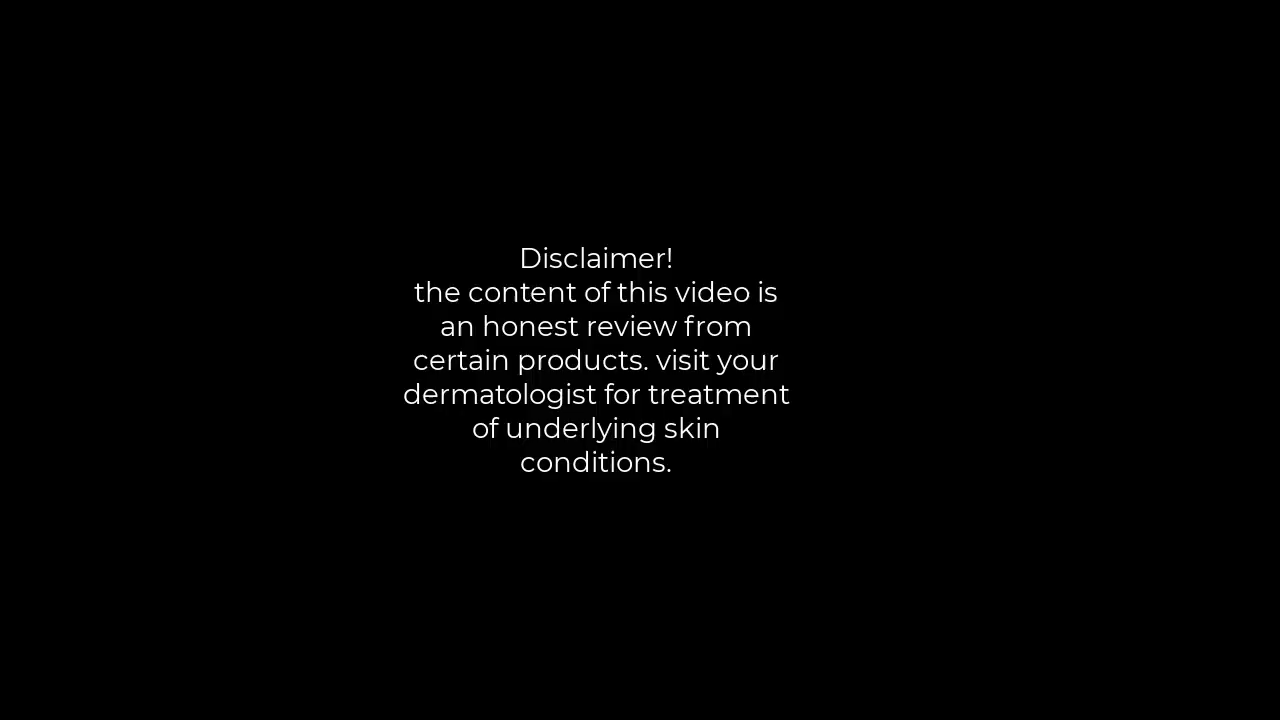 Disclaimer!
the content of this video is
an honest review from
certain products. visit your
dermatologist for treatment
of underlying skin
conditions.